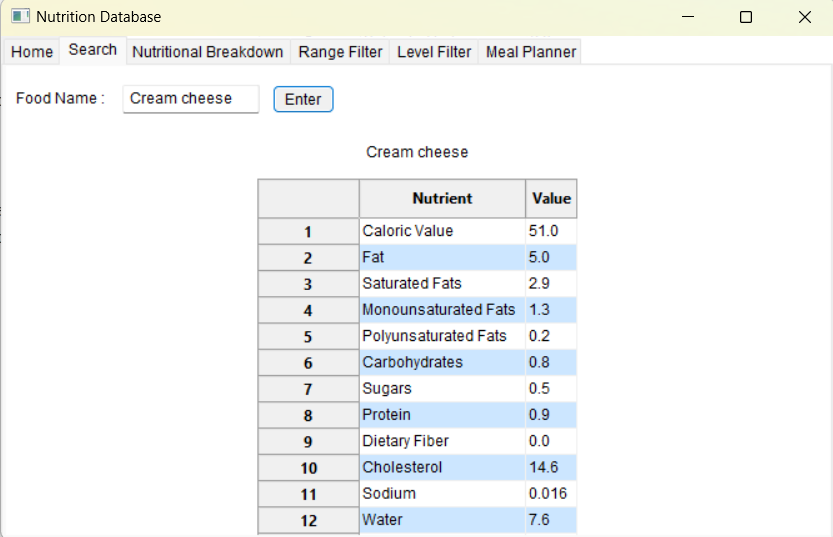 Nutrition Database
Home Search Nutritional Breakdown Range Filter Level Filter Meal Planner
Food Name : Cream cheese Enter
Cream cheese
Nutrient Value
1 Caloric Value 51.0
2 Fat 5.0
3 Saturated Fats 2.9
4 Monounsaturated Fats 1.3
5 Polyunsaturated Fats 0.2
6 Carbohydrates 0.8
7 Sugars 0.5
8 Protein 0.9
9 Dietary Fiber 0.0
10 Cholesterol 14.6
11 Sodium 0.016
12 Water 7.6